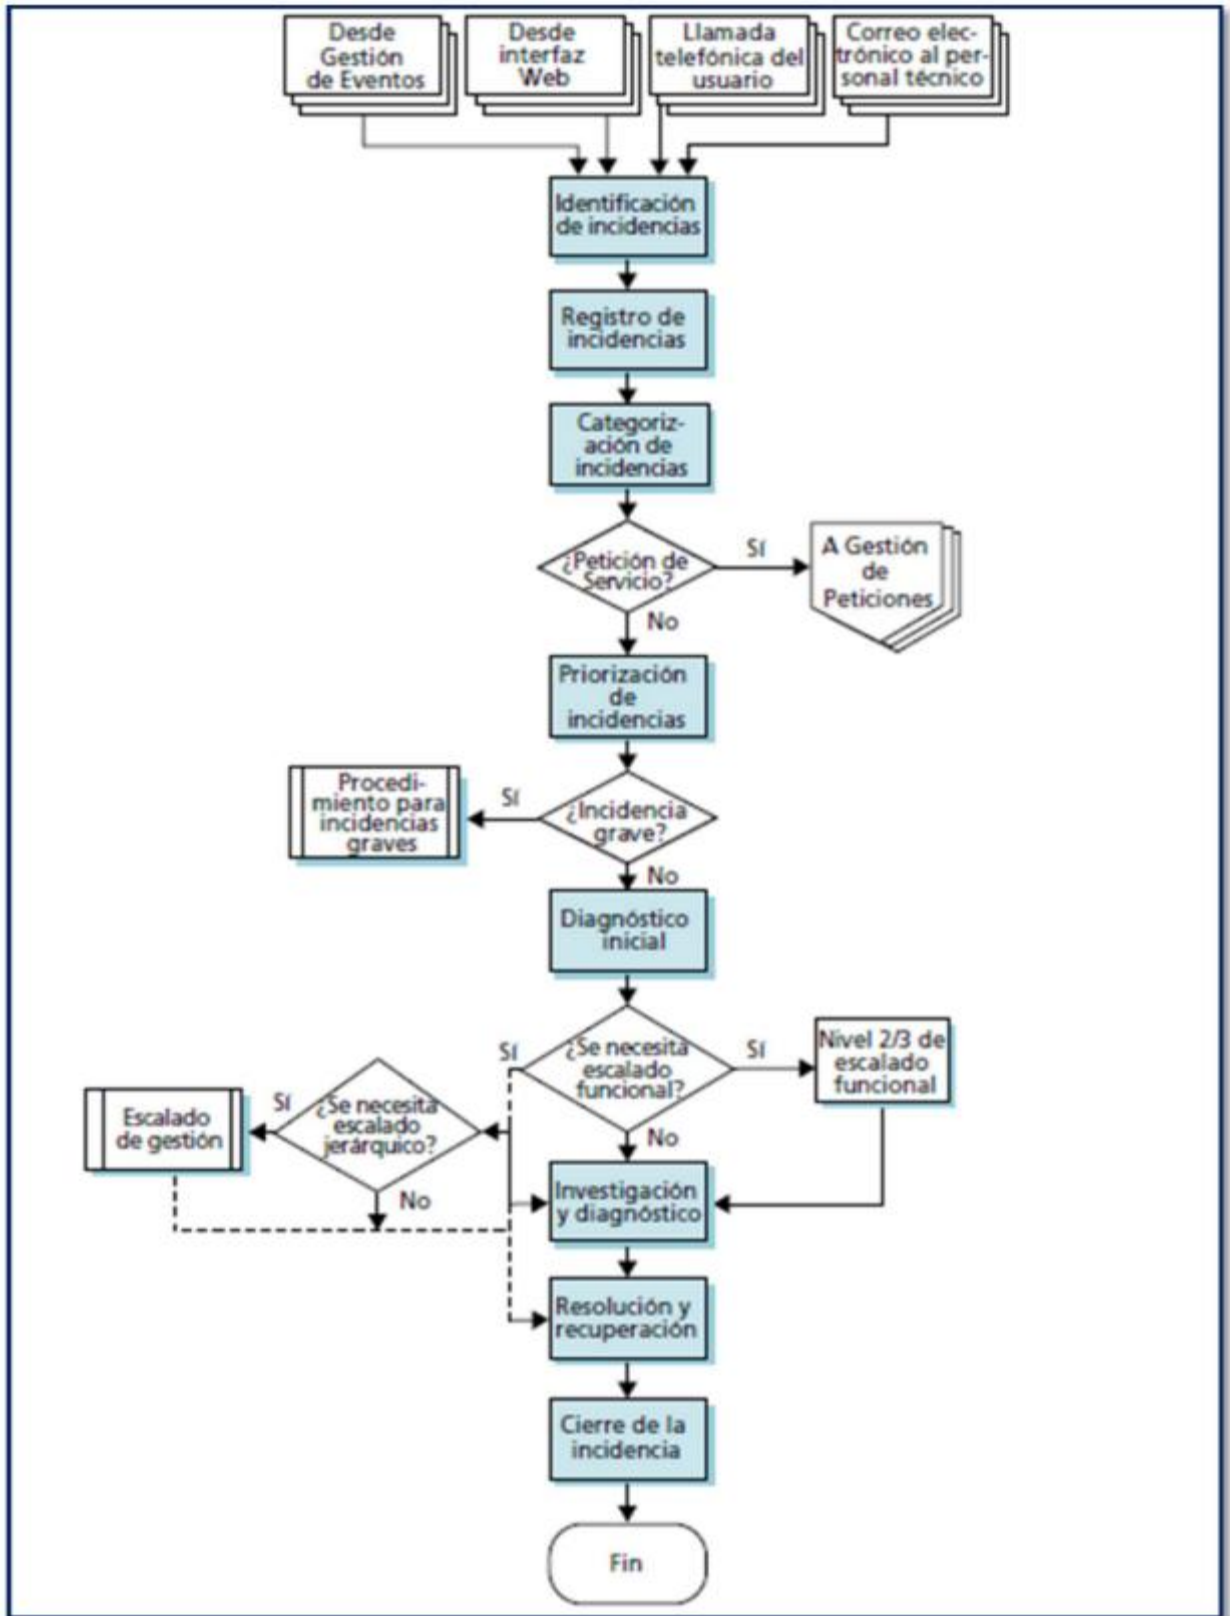 Desde
Gestión
de Eventos
Desde
interfaz
Web
Llamada
telefónica del
usuario
Correo elec-
trónico al per-
sonal técnico
Identificación
de incidencias
Registro de
incidencias
Categoriz-
ación de
incidencias
¿Petición de
Servicio?
Sí
A Gestión
de
Peticiones
No
Priorización
de
incidencias
Procedi-
miento para
incidencias
graves
Sí
¿Incidencia
grave?
No
Diagnóstico
inicial
Sí
¿Se necesita
escalado
funcional?
Sí
Nivel 2/3 de
escalado
funcional
Escalado
de gestión
Sí
¿Se necesita
escalado
jerárquico?
No
No
Investigación
y diagnóstico
Resolución y
recuperación
Cierre de la
incidencia
Fin